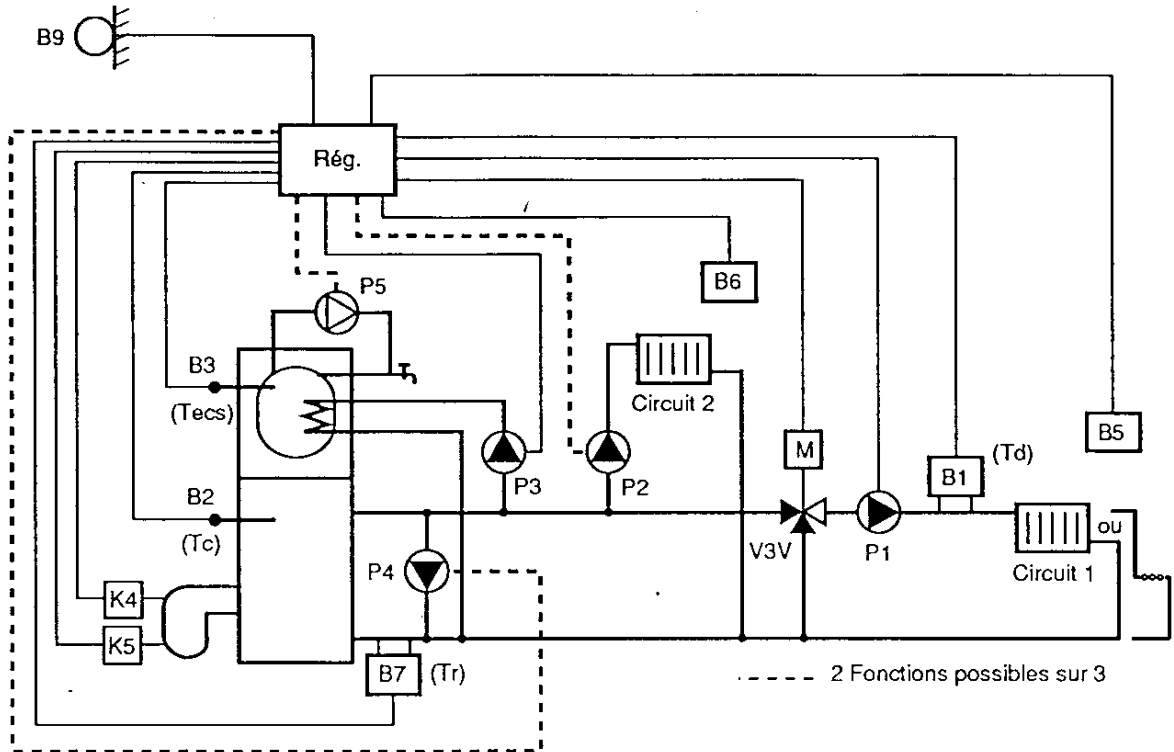 B9
Rég.
B6
P5
B3
(Tecs)
Circuit 2
B5
M
(Td)
B1
P3
P2
B2
(Tc)
V3V
P1
ou
Circuit 1
P4
K4
K5
B7
(Tr)
2 Fonctions possibles sur 3